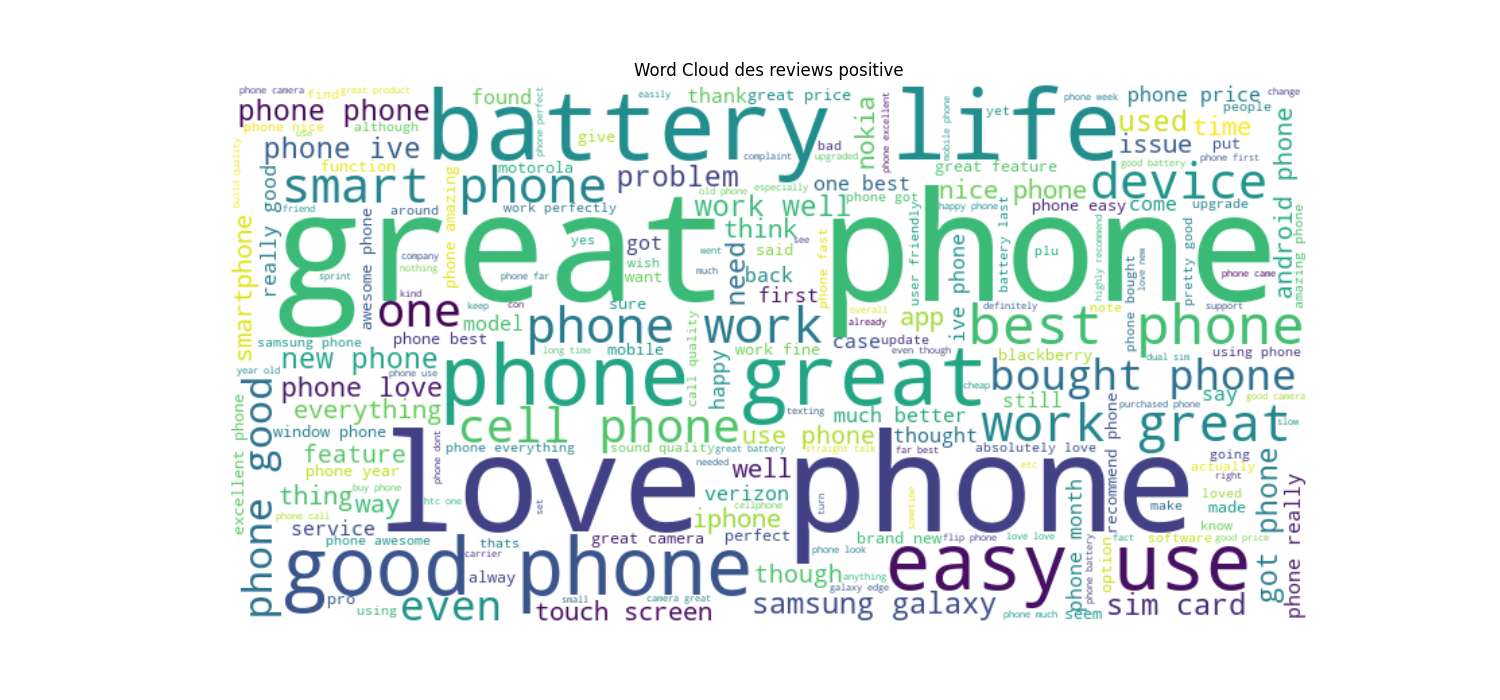 Word Cloud des reviews positive
phone camera
find
great product
phone phone
phone nice
although
use
phone ive
function
smart phone
friend
around
build quality
really good
smartphone
awesome phone
company
nothing
sprint
kind
samsung phone
new phone
year old
phone use
phone love
everything
excellent phone
phone good
window phone
feature
phone year
thing
way
phone call
buy phone
service
phone awesome
thats
phone dont
htc one
battery life
found
phone perfect
give
easily
thank
great price
complaint
bad
upgraded
nokia
phone excellent
mobile phone
yet
phone week
phone price
change
people
used
time
issue
put
great feature
good battery
phone first
motorola
problem
one best
old phone
especially
phone got
nice phone
device
work perfectly
phone amazing
work well
happy phone
phone easy
come
upgrade
android phone
amazing phone
great phone
yes
got
wish
want
went
much
need
think
said
see
back
first
phone far
phone fast
user friendly
battery last
plu
highly recommend
phone bought
love new
pretty good
phone came
one
keep
con
sure
model
phone best
phone work
overall
already
app
definitely
note
support
ive phone
best phone
long time
mobile
call quality
work fine
happy
case
update
even though
blackberry
dual sim
using phone
phone great
cheap
bought phone
still
say
good camera
purchased phone
texting
much better
cell phone
use phone
thought
work great
slow
recommend phone
phone everything
sound quality
great battery
straight talk
far best
absolutely love
going
actually
right
love phone
needed
well
etc
verizon
cellphone
iphone
turn
sometime
set
phone month
make
loved
made
know
got phone
phone really
great camera
perfect
brand new
flip phone
love love
fact
software
good price
good phone
carrier
alway
phone look
though
anything
easy use
phone battery
option
galaxy edge
pro
using
even
touch screen
small
camera great
samsung galaxy
phone much
seem
sim card